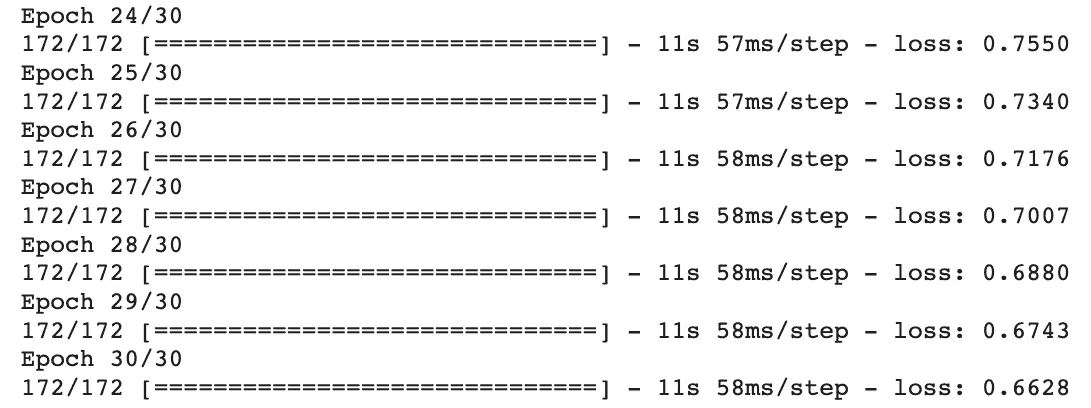 Epoch 24/30
172/172 [==============================] - 11s 57ms/step - loss: 0.7550
Epoch 25/30
172/172 [==============================] - 11s 57ms/step - loss: 0.7340
Epoch 26/30
172/172 [==============================] - 11s 58ms/step - loss: 0.7176
Epoch 27/30
172/172 [==============================] - 11s 58ms/step - loss: 0.7007
Epoch 28/30
172/172 [==============================] - 11s 58ms/step - loss: 0.6880
Epoch 29/30
172/172 [==============================] - 11s 58ms/step - loss: 0.6743
Epoch 30/30
172/172 [==============================] - 11s 58ms/step - loss: 0.6628